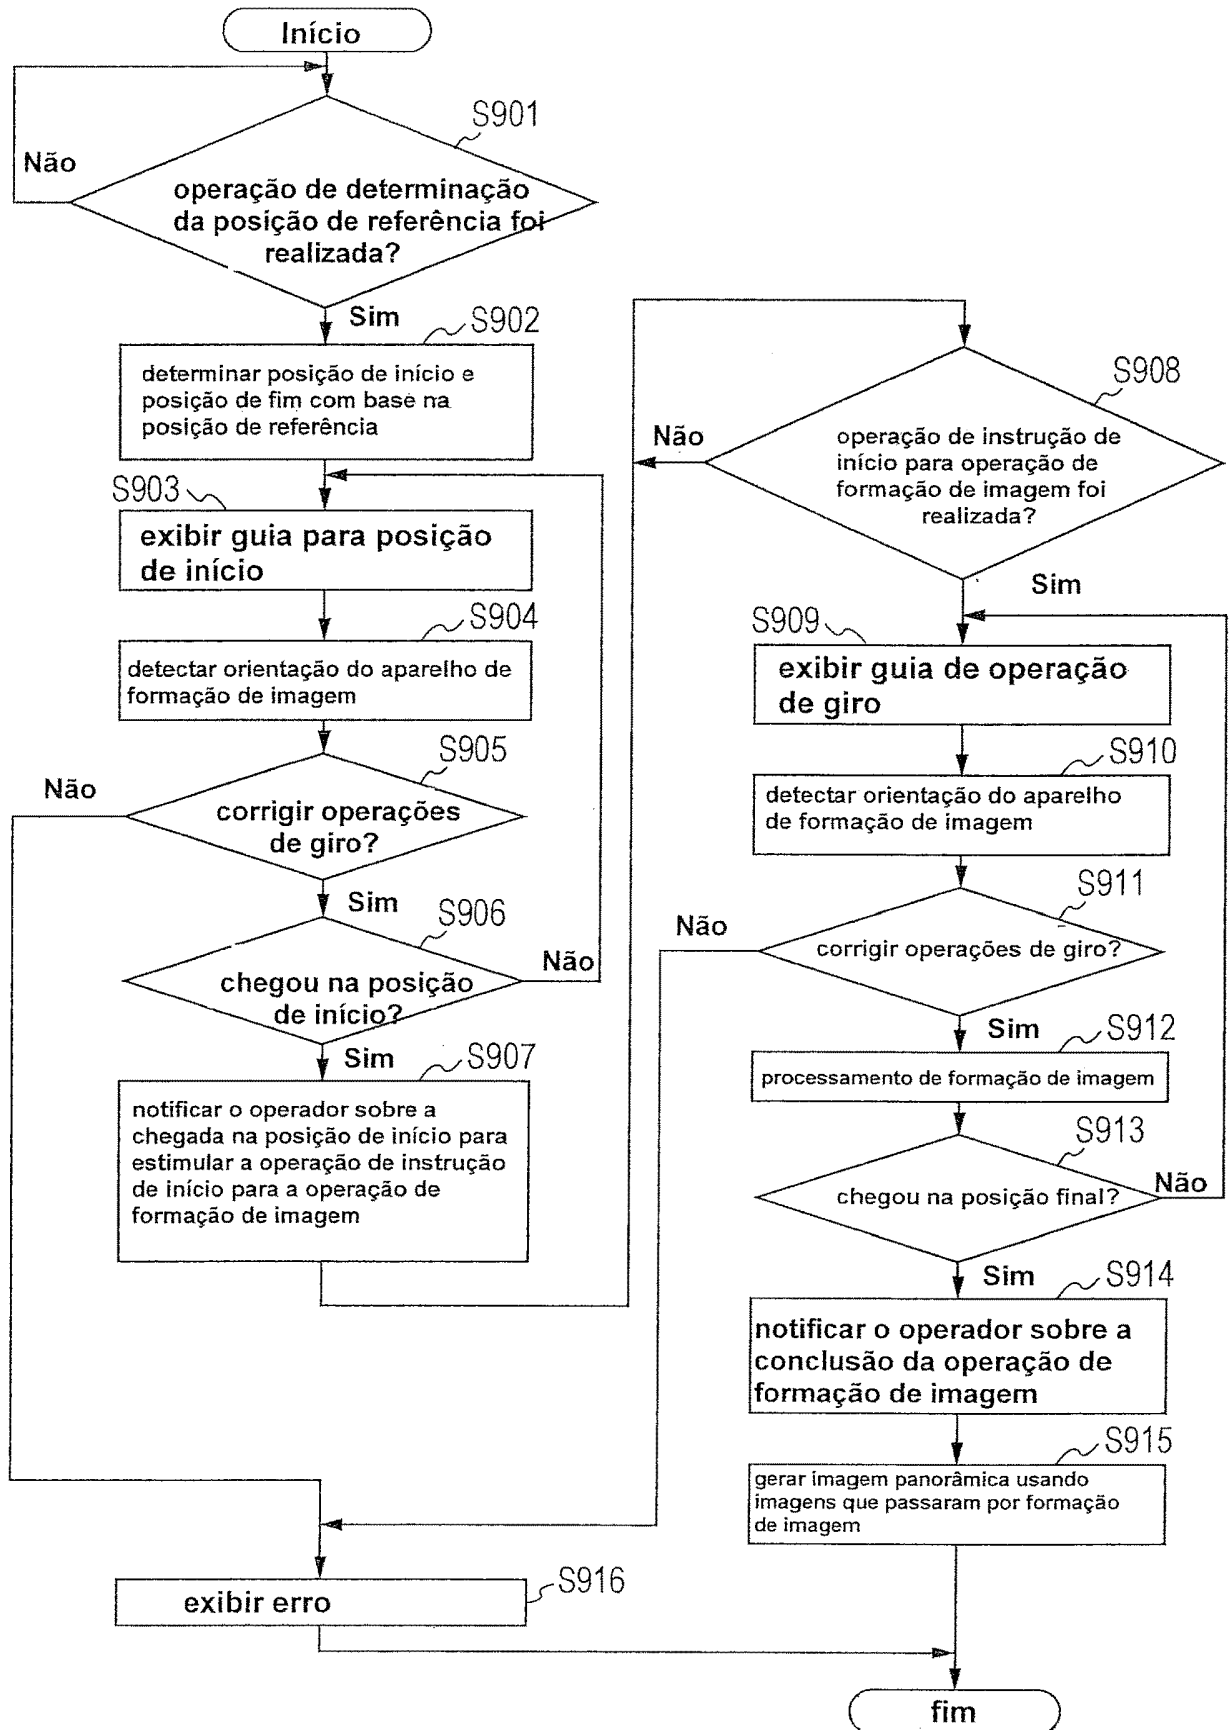 Início
S901
Não
operação de determinação
da posição de referência foi
realizada?
Sim
S902
determinar posição de início e
posição de fim com base na
posição de referência
S903
exibir guia para posição
de início
S904
detectar orientação do aparelho de
formação de imagem
S905
Não
corrigir operações
de giro?
Sim
S906
Não
chegou na posição
de início?
Sim
S907
notificar o operador sobre a
chegada na posição de início para
estimular a operação de instrução
de início para a operação de
formação de imagem
S908
Não
operação de instrução de
início para operação de
formação de imagem foi
realizada?
Sim
S909
exibir guia de operação
de giro
S910
detectar orientação do aparelho
de formação de imagem
S911
Não
corrigir operações de giro?
Sim
S912
processamento de formação de imagem
S913
chegou na posição final?
Não
Sim
S914
notificar o operador sobre a
conclusão da operação de
formação de imagem
S915
gerar imagem panorâmica usando
imagens que passaram por formação
de imagem
S916
exibir erro
fim